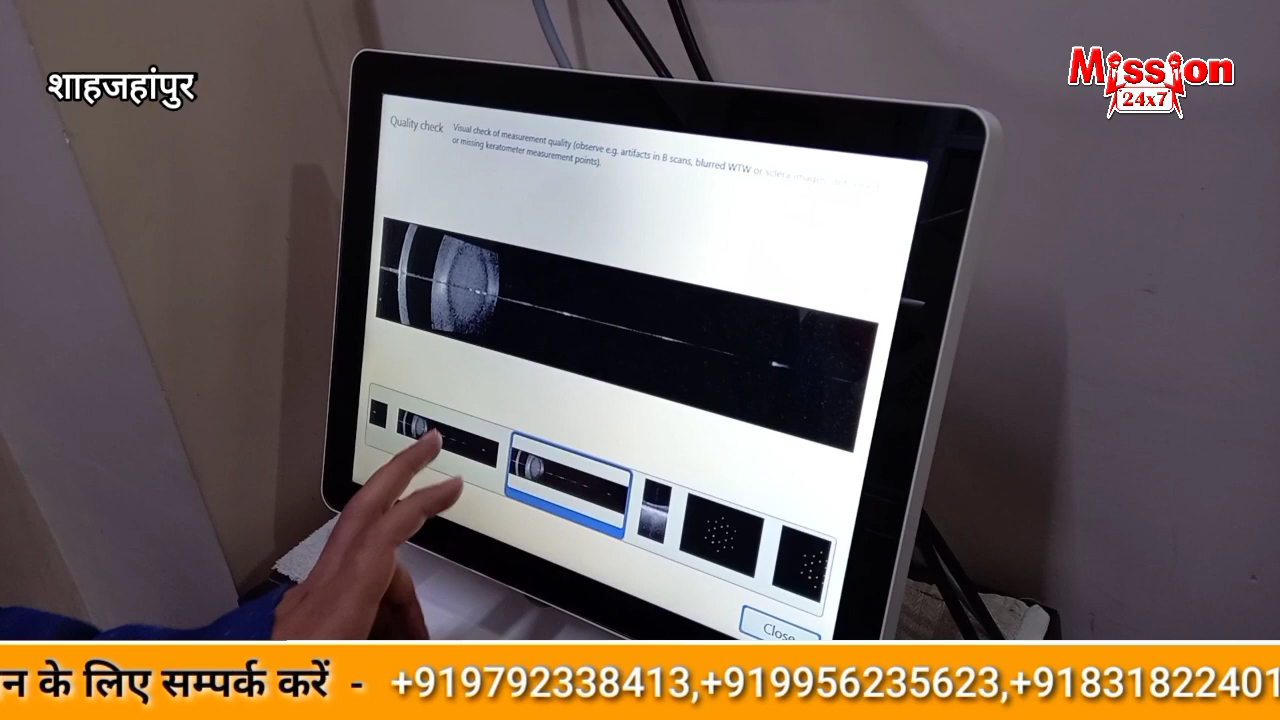 शाहजहांपुर
Mission
24x7
Quality check
Visual check of measurement quality (observe e.g. artifacts in B scans, blurred WTW or sclera images,
or missing keratometer measurement points).
Close
न के लिए सम्पर्क करें - +919792338413,+919956235623,+91831822401